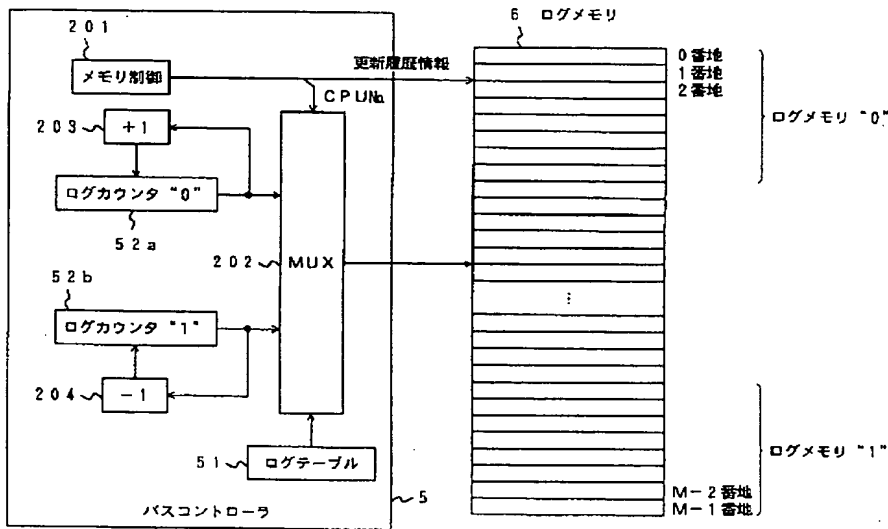 201
メモリ制御
更新履歴情報
CPU№
203
+1
ログカウンタ "0"
52a
202
MUX
52b
ログカウンタ "1"
204
-1
51
ログテーブル
バスコントローラ
5
6 ログメモリ
0番地
1番地
2番地
ログメモリ "0"
⋮
ログメモリ "1"
M-2番地
M-1番地